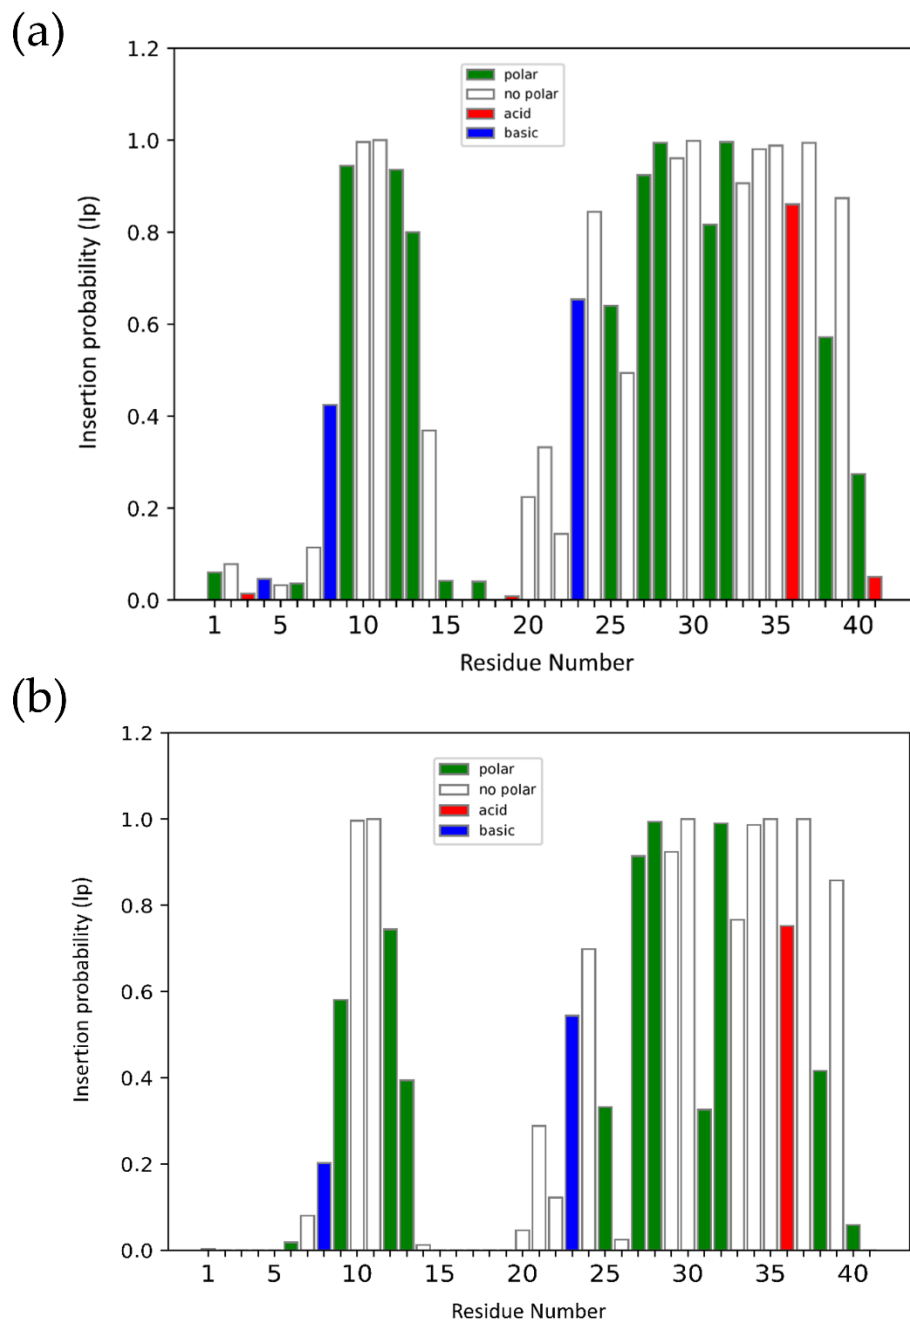 (a)
1.2
1.0
0.8
0.6
0.4
0.2
0.0
Insertion probability (Ip)
polar
no polar
acid
basic
1 5 10 15 20 25 30 35 40
Residue Number
(b)
1.2
1.0
0.8
0.6
0.4
0.2
0.0
Insertion probability (Ip)
polar
no polar
acid
basic
1 5 10 15 20 25 30 35 40
Residue Number